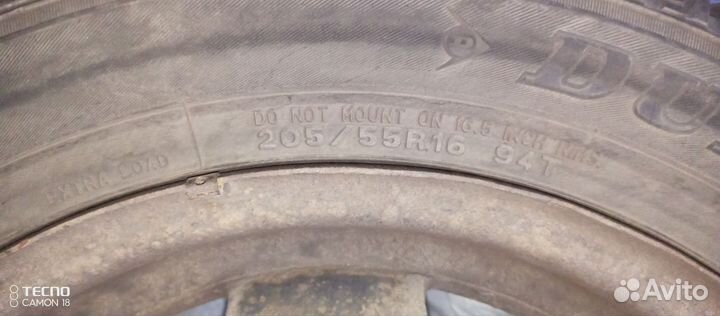 DU
DO NOT MOUNT ON 16.5 INCH RIMS.
205/55R16 94T
EXTRA LOAD
TECNO
CAMON 18
Avito